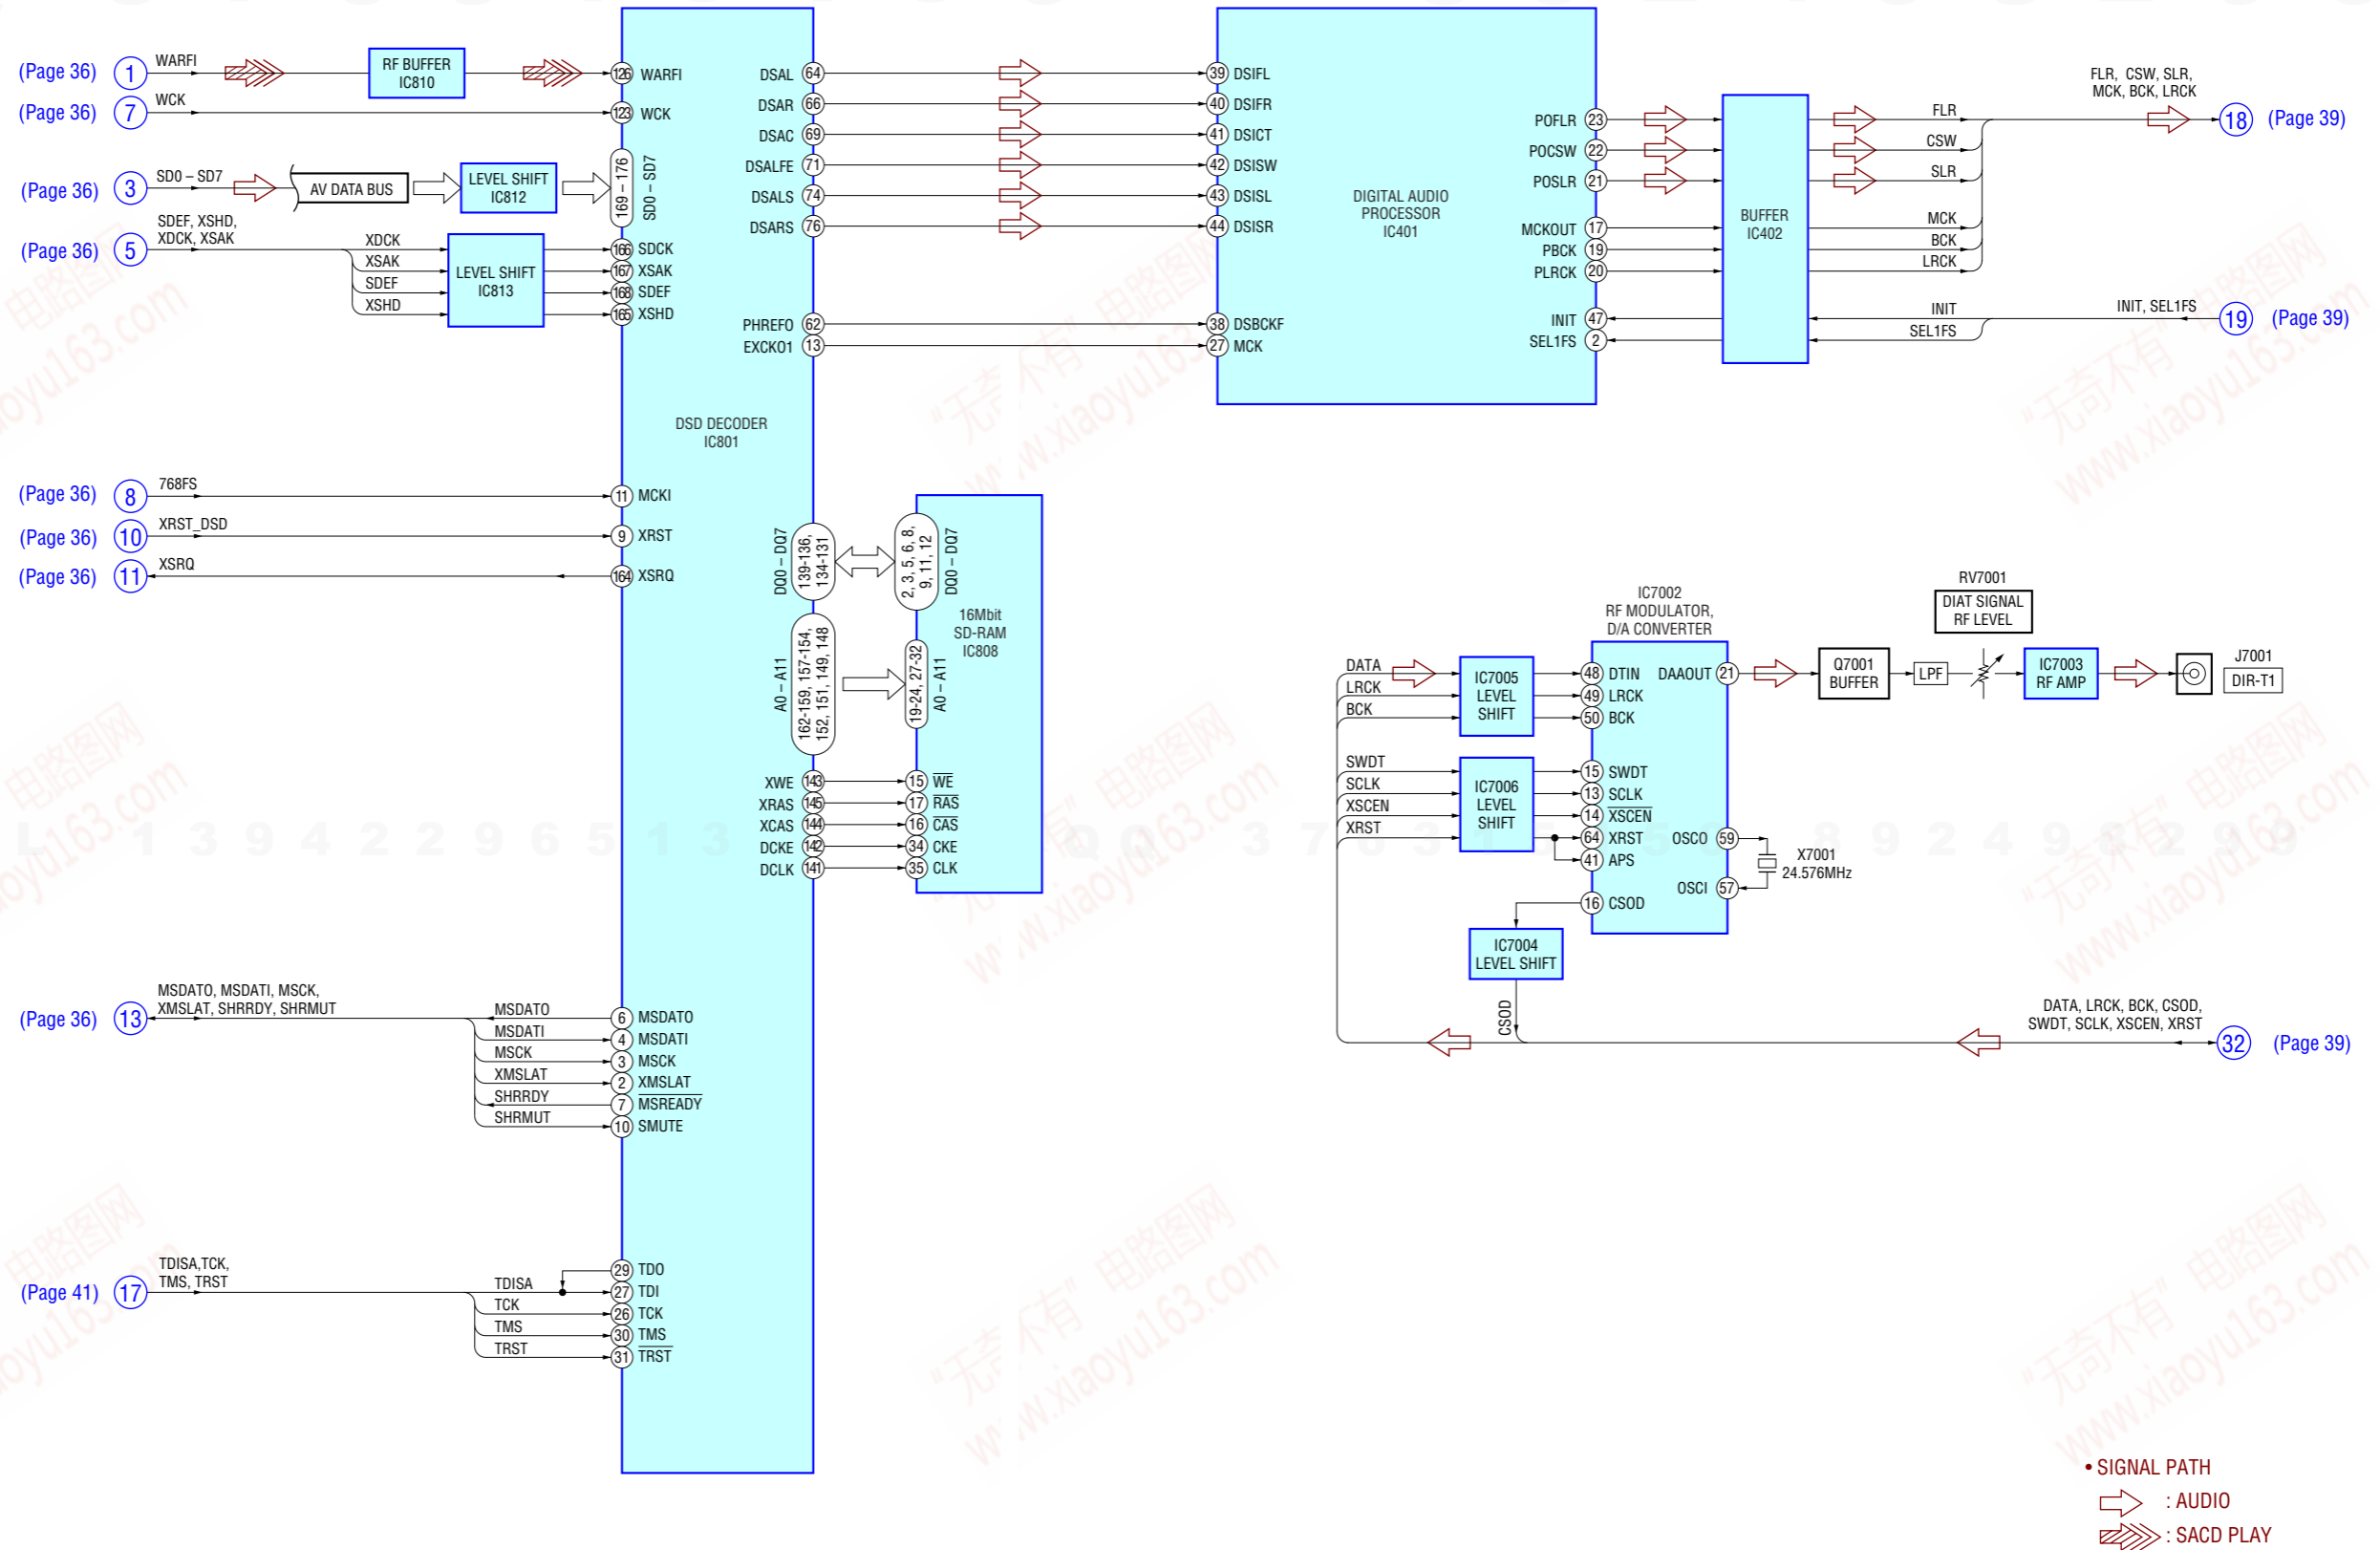 (Page 36) 1 WARFI
RF BUFFER
IC810
126 WARFI
(Page 36) 7 WCK
123 WCK
(Page 36) 3 SD0 – SD7
AV DATA BUS
LEVEL SHIFT
IC812
169 – 176
SD0 – SD7
(Page 36) 5 SDEF, XSHD,
XDCK, XSAK
XDCK
XSAK
SDEF
XSHD
LEVEL SHIFT
IC813
166 SDCK
167 XSAK
168 SDEF
165 XSHD
DSD DECODER
IC801
(Page 36) 8 768FS
11 MCKI
(Page 36) 10 XRST_DSD
9 XRST
(Page 36) 11 XSRQ
164 XSRQ
(Page 36) 13 MSDATO, MSDATI, MSCK,
XMSLAT, SHRRDY, SHRMUT
MSDATO 6 MSDATO
MSDATI 4 MSDATI
MSCK 3 MSCK
XMSLAT 2 XMSLAT
SHRRDY 7 MSREADY
SHRMUT 10 SMUTE
(Page 41) 17 TDISA,TCK,
TMS, TRST
29 TDO
TDISA 27 TDI
TCK 26 TCK
TMS 30 TMS
TRST 31 TRST
DSAL 64
DSAR 66
DSAC 69
DSALFE 71
DSALS 74
DSARS 76
PHREFO 62
EXCKO1 13
39 DSIFL
40 DSIFR
41 DSICT
42 DSISW
43 DSISL
44 DSISR
38 DSBCKF
27 MCK
DIGITAL AUDIO
PROCESSOR
IC401
POFLR 23
POCSW 22
POSLR 21
MCKOUT 17
PBCK 19
PLRCK 20
INIT 47
SEL1FS 2
BUFFER
IC402
FLR
CSW
SLR
MCK
BCK
LRCK
INIT
SEL1FS
FLR, CSW, SLR,
MCK, BCK, LRCK
18 (Page 39)
INIT, SEL1FS
19 (Page 39)
DQ0 – DQ7
139-136,
134-131
2, 3, 5, 6, 8,
9, 11, 12
DQ0 – DQ7
16Mbit
SD-RAM
IC808
A0 – A11
162-159, 157-154,
152, 151, 149, 148
19-24, 27-32
A0 – A11
XWE 143
XRAS 145
XCAS 144
DCKE 142
DCLK 141
15 WE
17 RAS
16 CAS
34 CKE
35 CLK
DATA
LRCK
BCK
IC7005
LEVEL
SHIFT
SWDT
SCLK
XSCEN
XRST
IC7006
LEVEL
SHIFT
IC7002
RF MODULATOR,
D/A CONVERTER
48 DTIN
49 LRCK
50 BCK
15 SWDT
13 SCLK
14 XSCEN
64 XRST
41 APS
16 CSOD
DAAOUT 21
OSCO 59
OSCI 57
X7001
24.576MHz
Q7001
BUFFER
LPF
RV7001
DIAT SIGNAL
RF LEVEL
IC7003
RF AMP
J7001
DIR-T1
IC7004
LEVEL SHIFT
CSOD
DATA, LRCK, BCK, CSOD,
SWDT, SCLK, XSCEN, XRST
32 (Page 39)
• SIGNAL PATH
: AUDIO
: SACD PLAY
"无奇不有" 电路图网
www.xiaoyu163.com